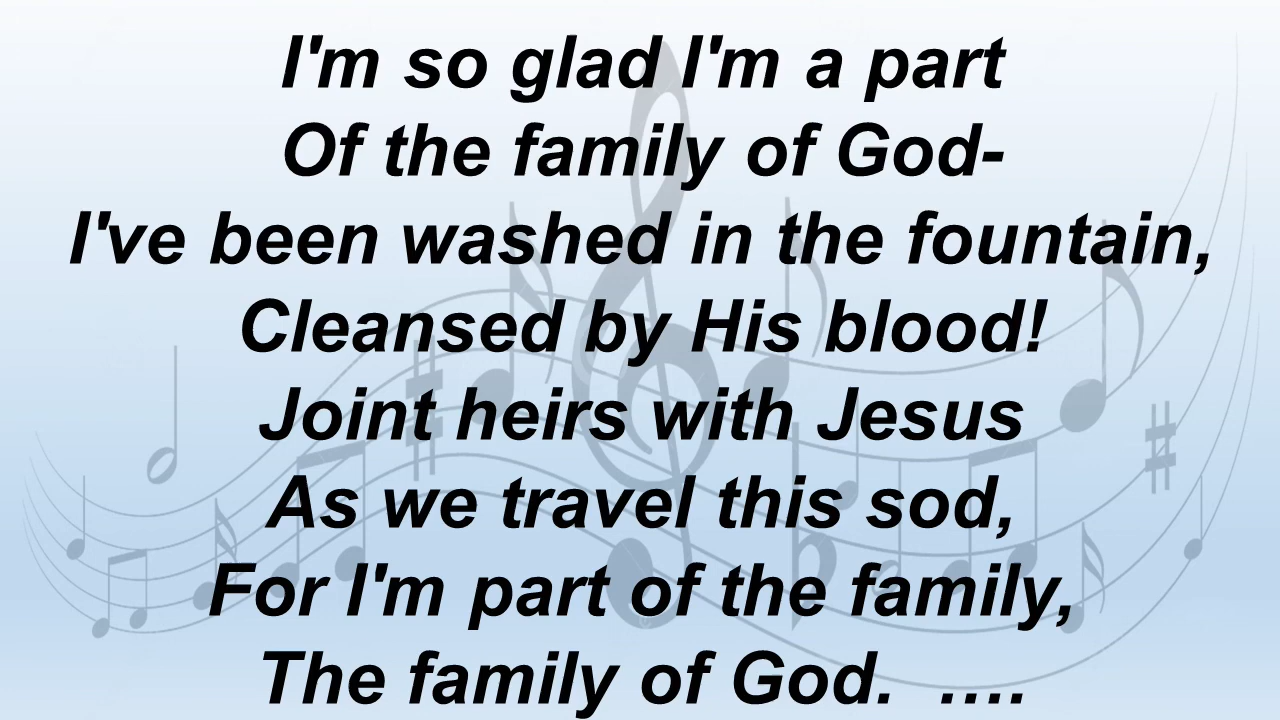 I'm so glad I'm a part
Of the family of God-
I've been washed in the fountain,
Cleansed by His blood!
Joint heirs with Jesus
As we travel this sod,
For I'm part of the family,
The family of God.  ....